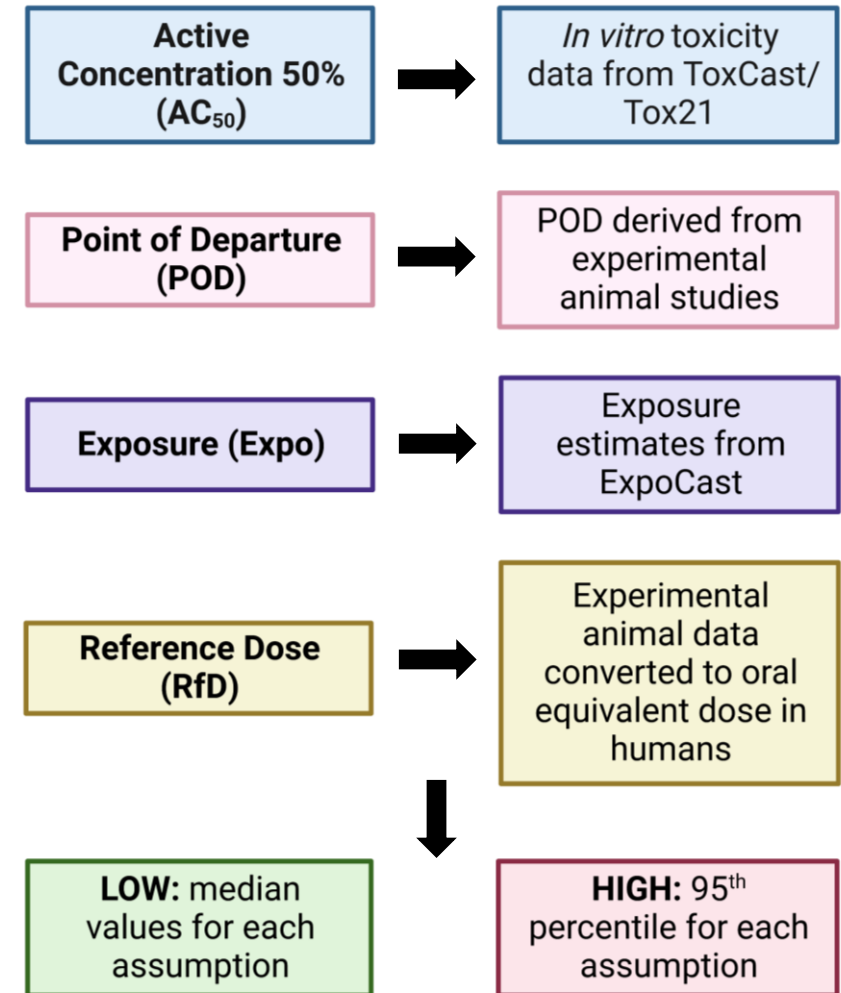 Active
Concentration 50%
(AC₅₀)
In vitro toxicity
data from ToxCast/
Tox21
Point of Departure
(POD)
POD derived from
experimental
animal studies
Exposure (Expo)
Exposure
estimates from
ExpoCast
Reference Dose
(RfD)
Experimental
animal data
converted to oral
equivalent dose in
humans
LOW: median
values for each
assumption
HIGH: 95ᵗʰ
percentile for each
assumption